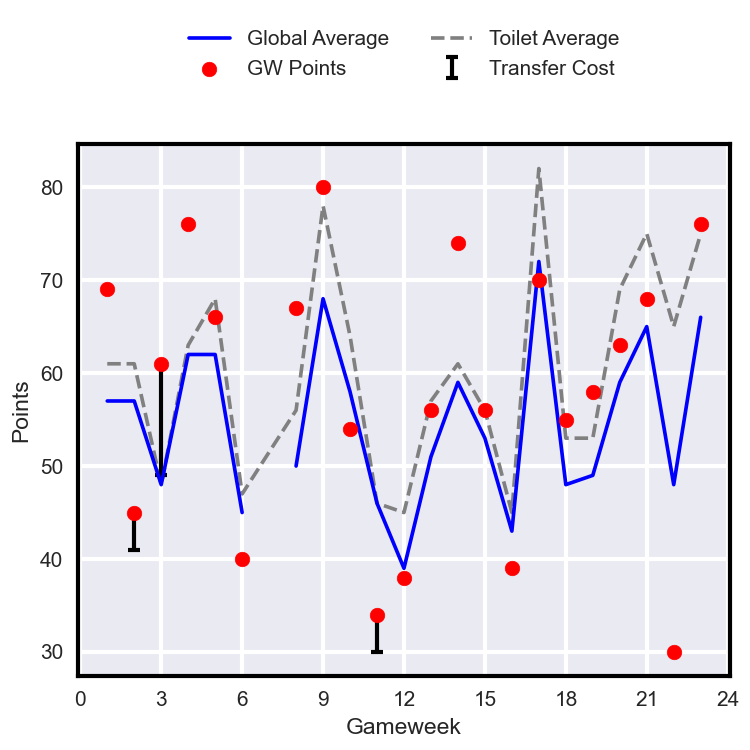 Global Average
Toilet Average
GW Points
Transfer Cost
80
70
60
50
40
30
Points
0 3 6 9 12 15 18 21 24
Gameweek